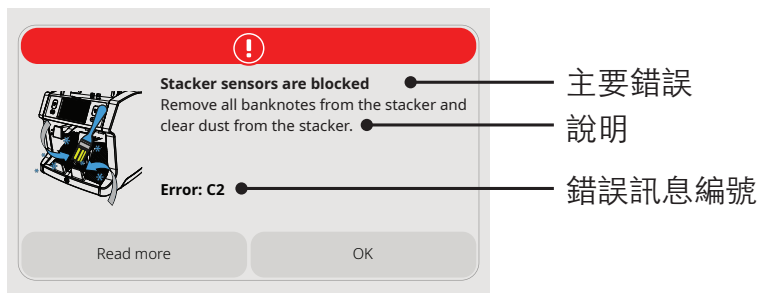 Stacker sensors are blocked
主要錯誤
Remove all banknotes from the stacker and
clear dust from the stacker.
說明
Error: C2
錯誤訊息編號
Read more
OK